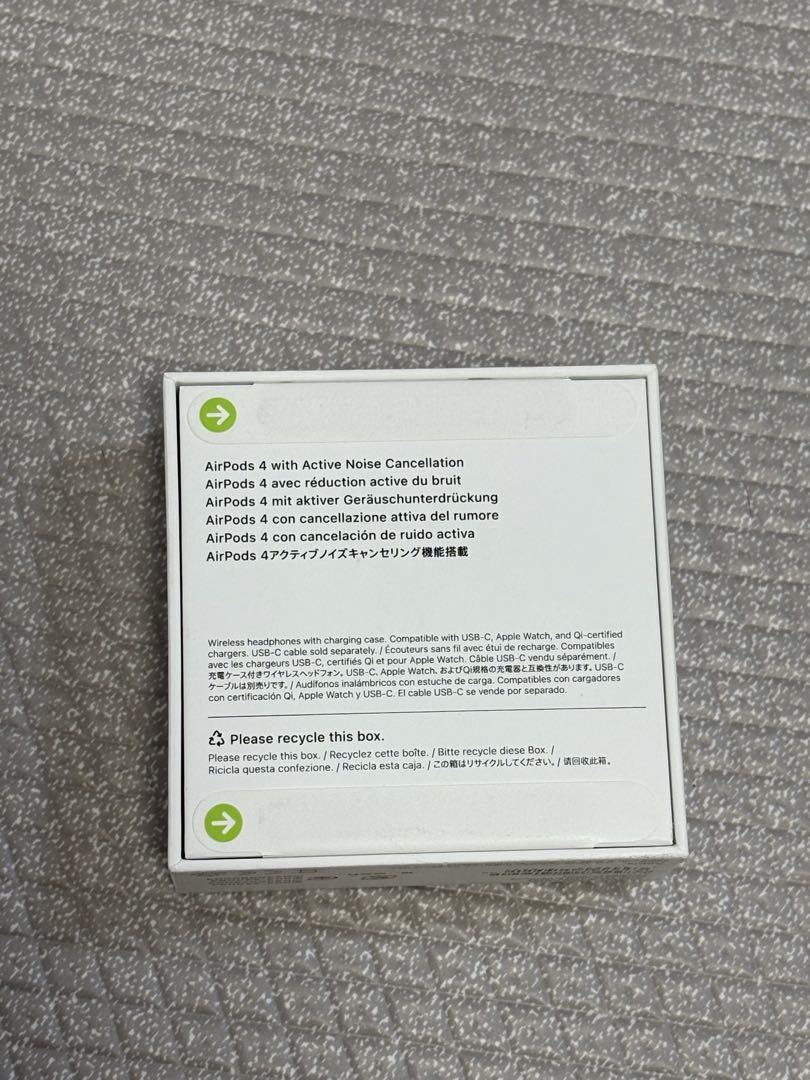 AirPods 4 with Active Noise Cancellation
AirPods 4 avec réduction active du bruit
AirPods 4 mit aktiver Geräuschunterdrückung
AirPods 4 con cancellazione attiva del rumore
AirPods 4 con cancelación de ruido activa
AirPods 4アクティブノイズキャンセリング機能搭載
Wireless headphones with charging case. Compatible with USB-C, Apple Watch, and Qi-certified
chargers. USB-C cable sold separately. / Écouteurs sans fil avec étui de recharge. Compatibles
avec les chargeurs USB-C, certifiés Qi et pour Apple Watch. Câble USB-C vendu séparément. /
充電ケース付きワイヤレスヘッドフォン。USB-C、Apple Watch、およびQi規格の充電器と互換性があります。USB-C
ケーブルは別売りです。/ Audífonos inalámbricos con estuche de carga. Compatibles con cargadores
con certificación Qi, Apple Watch y USB-C. El cable USB-C se vende por separado.
Please recycle this box.
Please recycle this box. / Recyclez cette boîte. / Bitte recycle diese Box. /
Ricicla questa confezione. / Recicla esta caja. / この箱はリサイクルしてください。/ 请回收此箱。